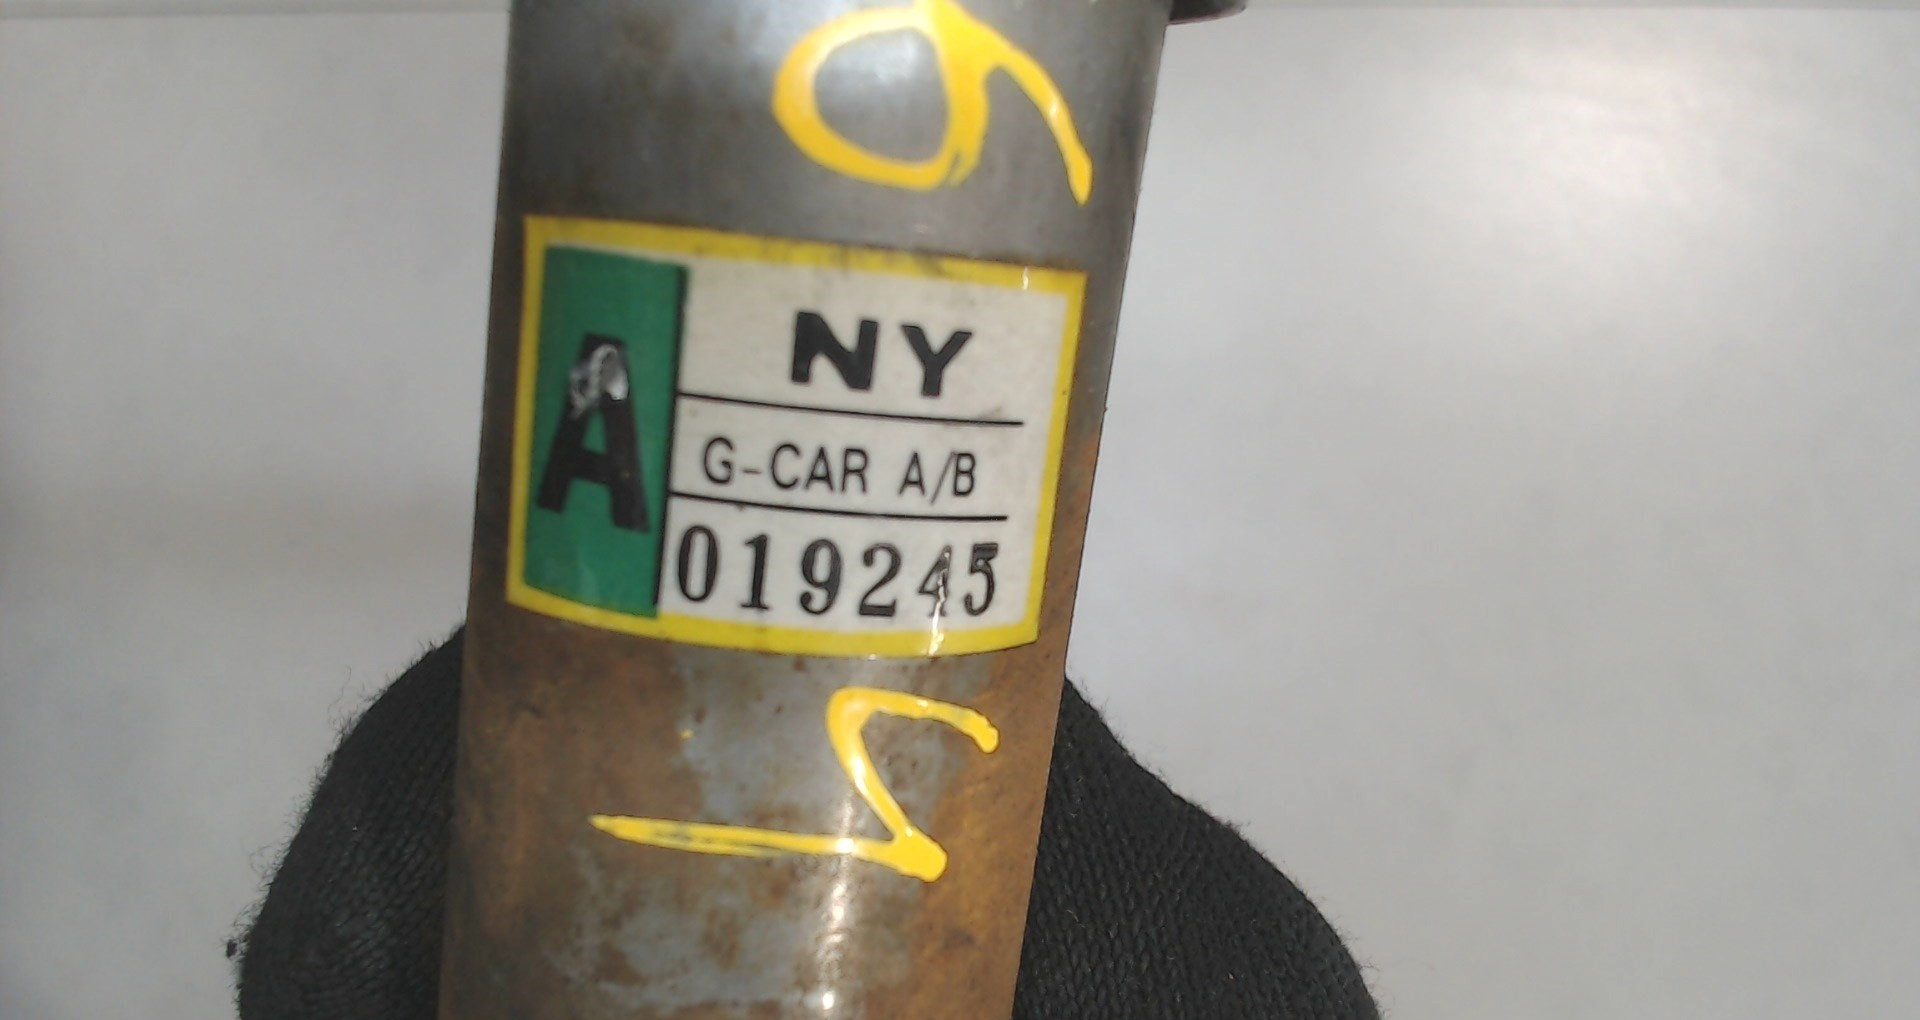 A
NY
G-CAR A/B
019245